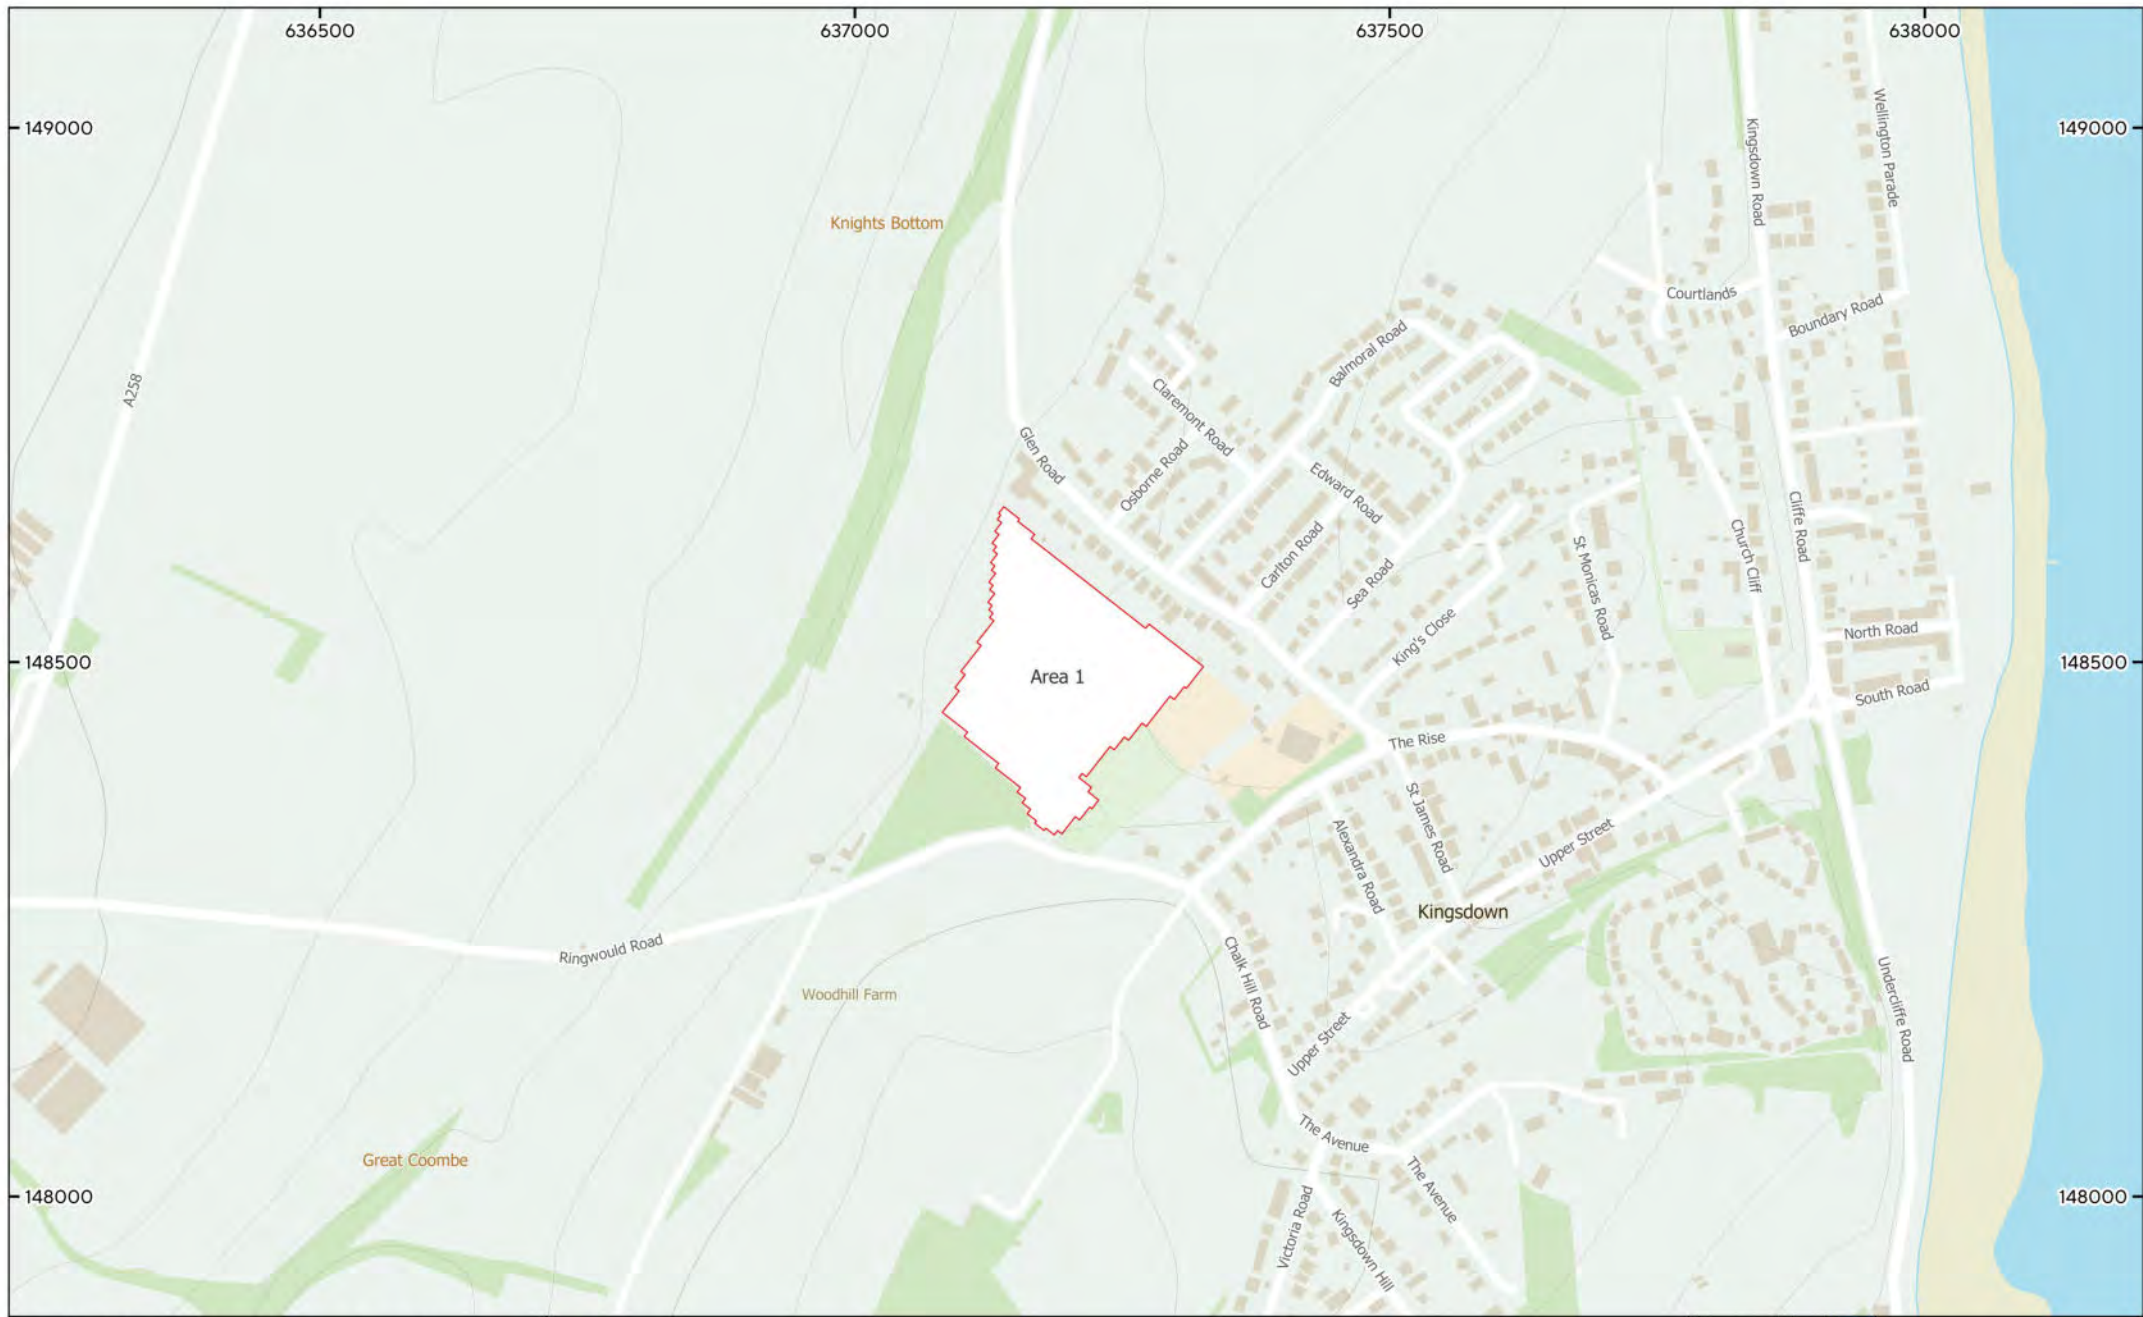 636500
637000
637500
638000
149000
149000
Wellington Parade
Kingsdown Road
Knights Bottom
Courtlands
Boundary Road
Balmoral Road
A258
Claremont Road
Glen Road
Osborne Road
Edward Road
Cliffe Road
Church Cliff
Carlton Road
St Monicas Road
Sea Road
King's Close
North Road
148500
148500
Area 1
South Road
The Rise
St James Road
Alexandra Road
Upper Street
Kingsdown
Ringwould Road
Chalk Hill Road
Woodhill Farm
Undercliffe Road
Upper Street
The Avenue
Great Coombe
The Avenue
148000
148000
Victoria Road
Kingsdown Hill